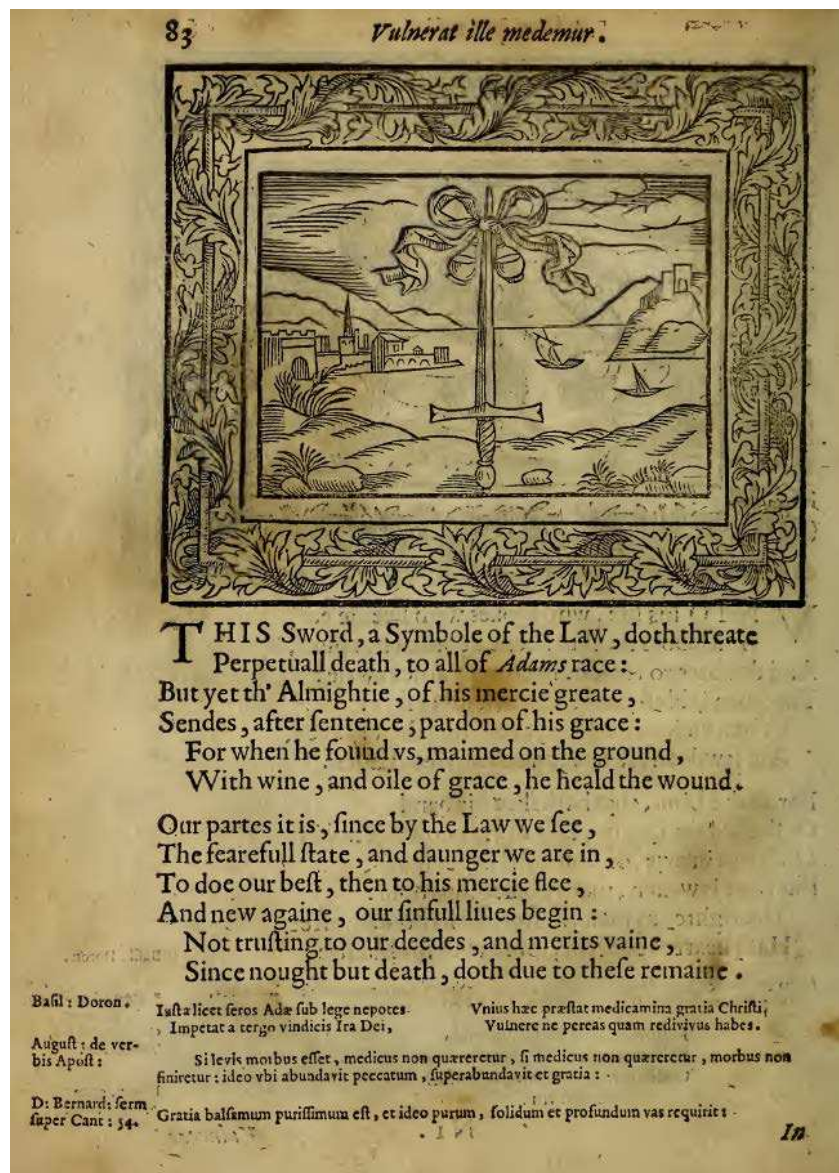 83 Vulnerat ille medemur.
THIS Sword, a Symbole of the Law, doth threate
Perpetuall death, to all of Adams race:
But yet th' Almightie, of his mercie greate,
Sendes, after ſentence, pardon of his grace:
For when he found vs, maimed on the ground,
With wine, and oile of grace, he heald the wound.
Our partes it is, ſince by the Law we ſee,
The fearefull ſtate, and daunger we are in,
To doe our beſt, then to his mercie flee,
And new againe, our ſinfull liues begin:
Not truſting to our deedes, and merits vaine,
Since nought but death, doth due to theſe remaine.
Baſil: Doron.
Iuſta licet ſeros Adæ ſub lege nepotes
Impetat a tergo vindicis Ira Dei,
Vnius hæc præſtat medicamina gratia Chriſti,
Vulnere ne pereas quam redivivus habes.
Auguſt: de ver-
bis Apoſt:
Si levis morbus eſſet, medicus non quæreretur, ſi medicus non quæreretur, morbus non
finiretur: ideo vbi abundavit peccatum, ſuperabundavit et gratia:
D: Bernard: ſerm
ſuper Cant: 54.
Gratia balſamum puriſſimum eſt, et ideo purum, ſolidum et profundum vas requirit:
In